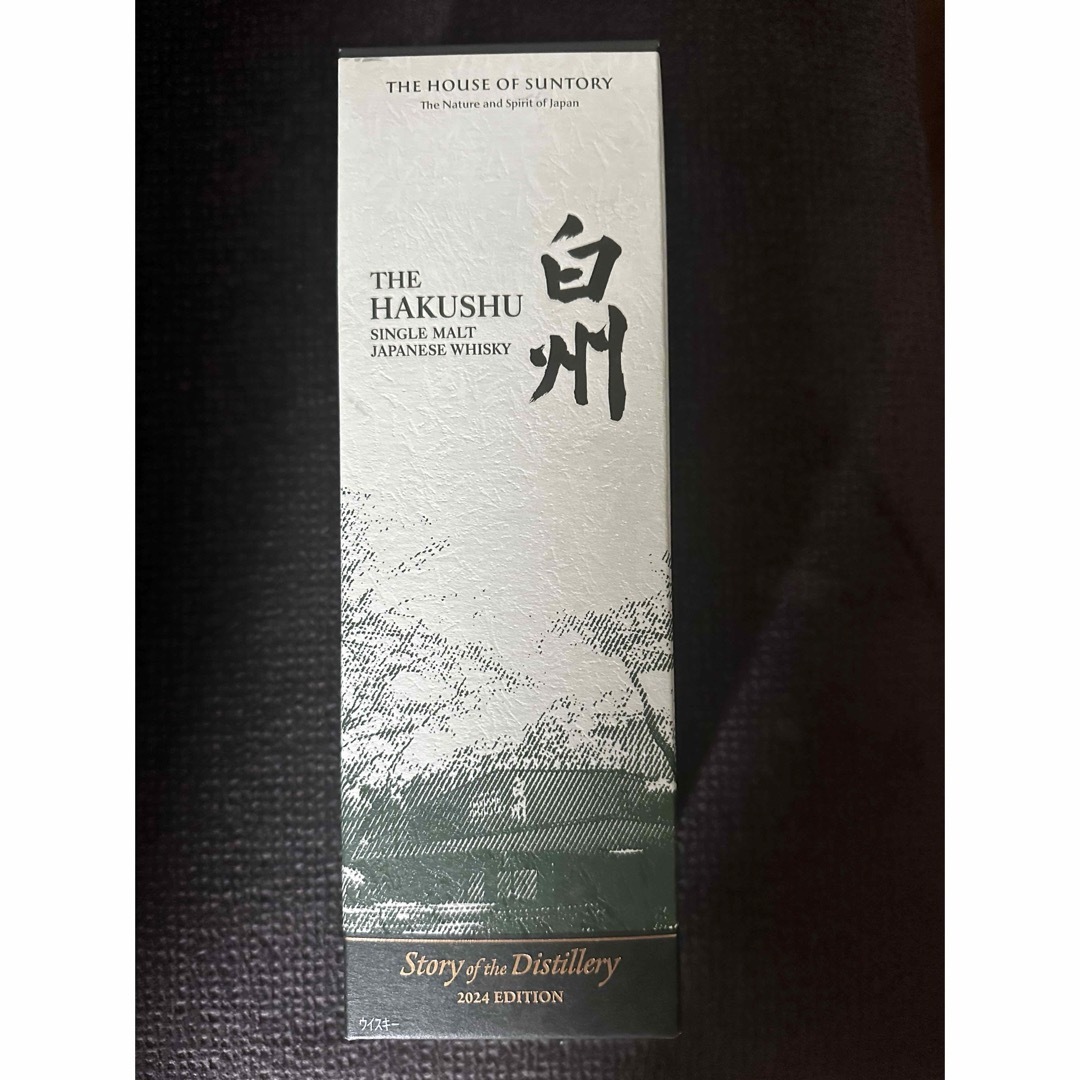 THE HOUSE OF SUNTORY
The Nature and Spirit of Japan
白州
THE
HAKUSHU
SINGLE MALT
JAPANESE WHISKY
Story of the Distillery
2024 EDITION
ウイスキー